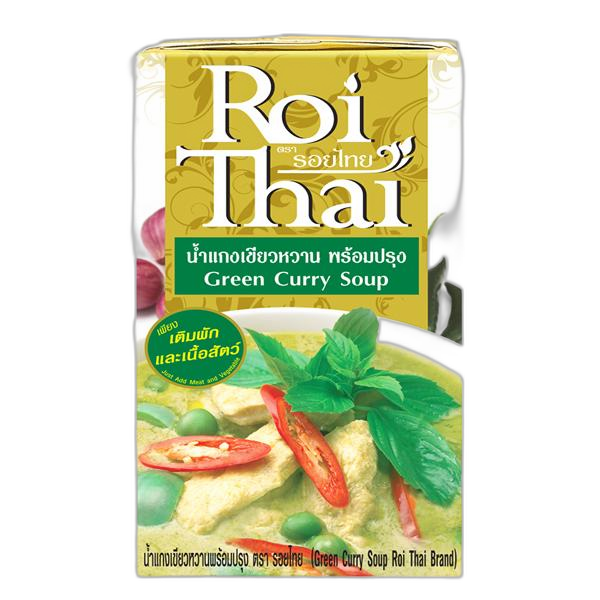 Roi
ตรา รอยไทย
Thai
น้ำแกงเขียวหวาน พร้อมปรุง
Green Curry Soup
เพียง
เติมผัก
และเนื้อสัตว์
Just Add Meat and Vegetable
น้ำแกงเขียวหวานพร้อมปรุง ตรา รอยไทย (Green Curry Soup Roi Thai Brand)